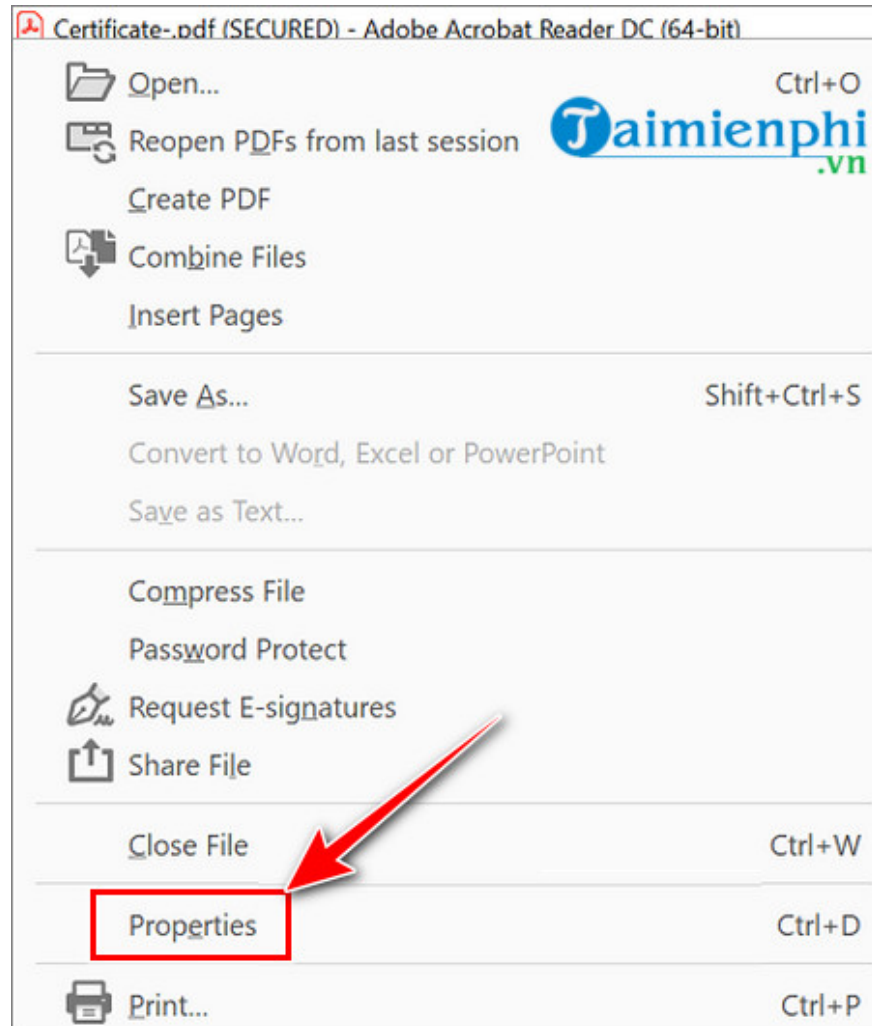 Certificate-.pdf (SECURED) - Adobe Acrobat Reader DC (64-bit)
Open... Ctrl+O
Taimienphi
.vn
Reopen PDFs from last session
Create PDF
Combine Files
Insert Pages
Save As... Shift+Ctrl+S
Convert to Word, Excel or PowerPoint
Save as Text...
Compress File
Password Protect
Request E-signatures
Share File
Close File Ctrl+W
Properties Ctrl+D
Print... Ctrl+P